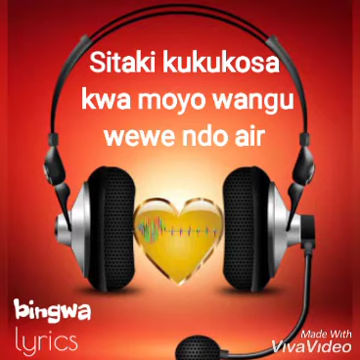 Sitaki kukukosa
kwa moyo wangu
wewe ndo air
bingwa
lyrics
Made With
VivaVideo